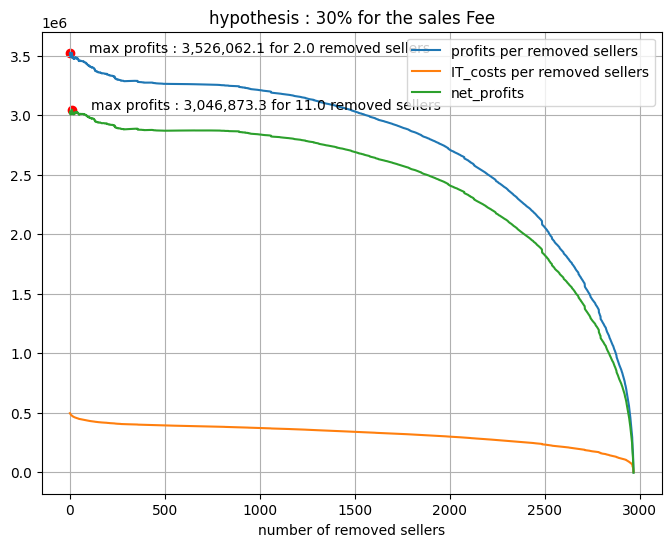 hypothesis : 30% for the sales Fee
1e6
max profits : 3,526,062.1 for 2.0 removed sellers
max profits : 3,046,873.3 for 11.0 removed sellers
profits per removed sellers
IT_costs per removed sellers
net_profits
3.5
3.0
2.5
2.0
1.5
1.0
0.5
0.0
0
500
1000
1500
2000
2500
3000
number of removed sellers